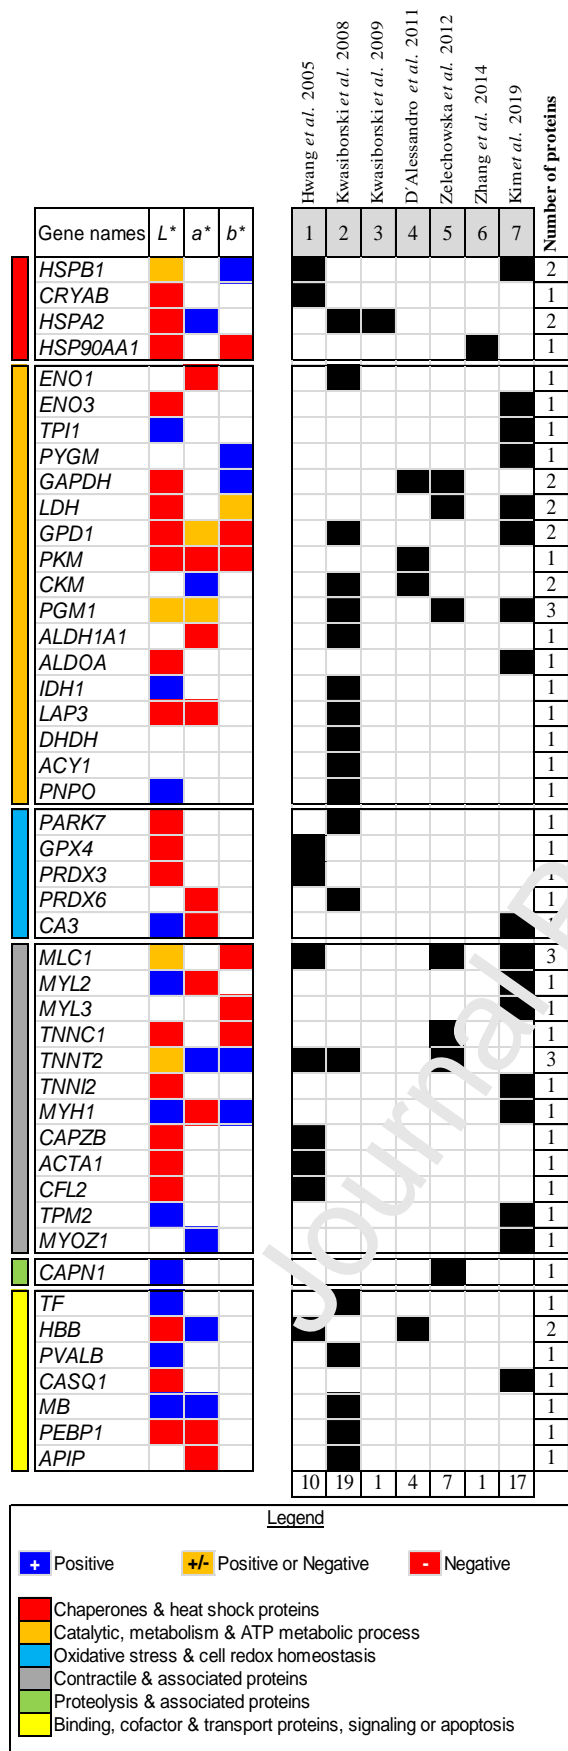 Hwang et al. 2005
Kwasiborski et al. 2008
Kwasiborski et al. 2009
D'Alessandro et al. 2011
Zelechowska et al. 2012
Zhang et al. 2014
Kim et al. 2019
Number of proteins
Gene names L* a* b* 1 2 3 4 5 6 7
HSPB1 2
CRYAB 1
HSPA2 2
HSP90AA1 1
ENO1 1
ENO3 1
TPI1 1
PYGM 1
GAPDH 2
LDH 2
GPD1 2
PKM 1
CKM 2
PGM1 3
ALDH1A1 1
ALDOA 1
IDH1 1
LAP3 1
DHDH 1
ACY1 1
PNPO 1
PARK7 1
GPX4 1
PRDX3 1
PRDX6 1
CA3
MLC1 3
MYL2 1
MYL3 1
TNNC1 1
TNNT2 3
TNNI2 1
MYH1 1
CAPZB 1
ACTA1 1
CFL2 1
TPM2 1
MYOZ1 1
CAPN1 1
TF 1
HBB 2
PVALB 1
CASQ1 1
MB 1
PEBP1 1
APIP 1
10 19 1 4 7 1 17
Journal P
Legend
+ Positive +/- Positive or Negative - Negative
Chaperones & heat shock proteins
Catalytic, metabolism & ATP metabolic process
Oxidative stress & cell redox homeostasis
Contractile & associated proteins
Proteolysis & associated proteins
Binding, cofactor & transport proteins, signaling or apoptosis